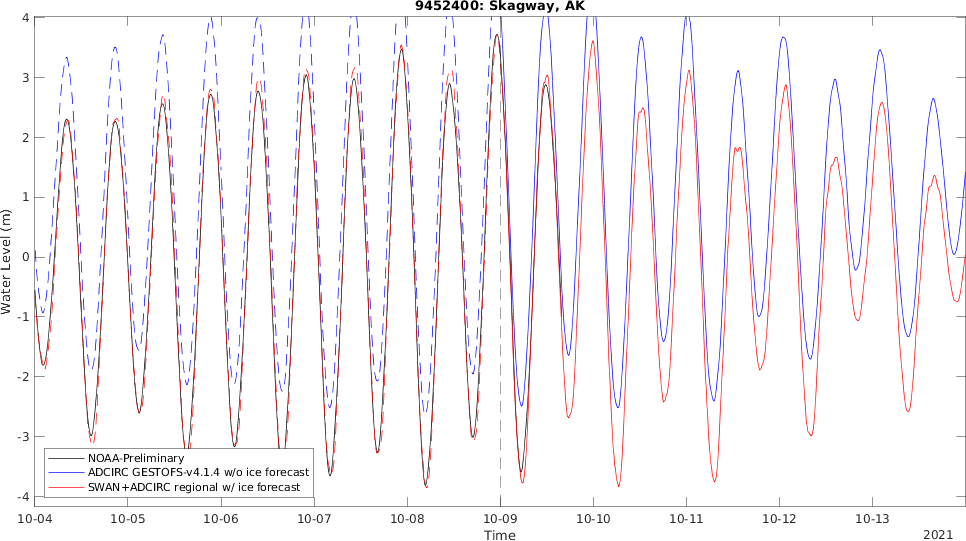 9452400: Skagway, AK
4
3
2
1
0
-1
-2
-3
-4
Water Level (m)
NOAA-Preliminary
ADCIRC GESTOFS-v4.1.4 w/o ice forecast
SWAN+ADCIRC regional w/ ice forecast
10-04 10-05 10-06 10-07 10-08 10-09 10-10 10-11 10-12 10-13
Time
2021